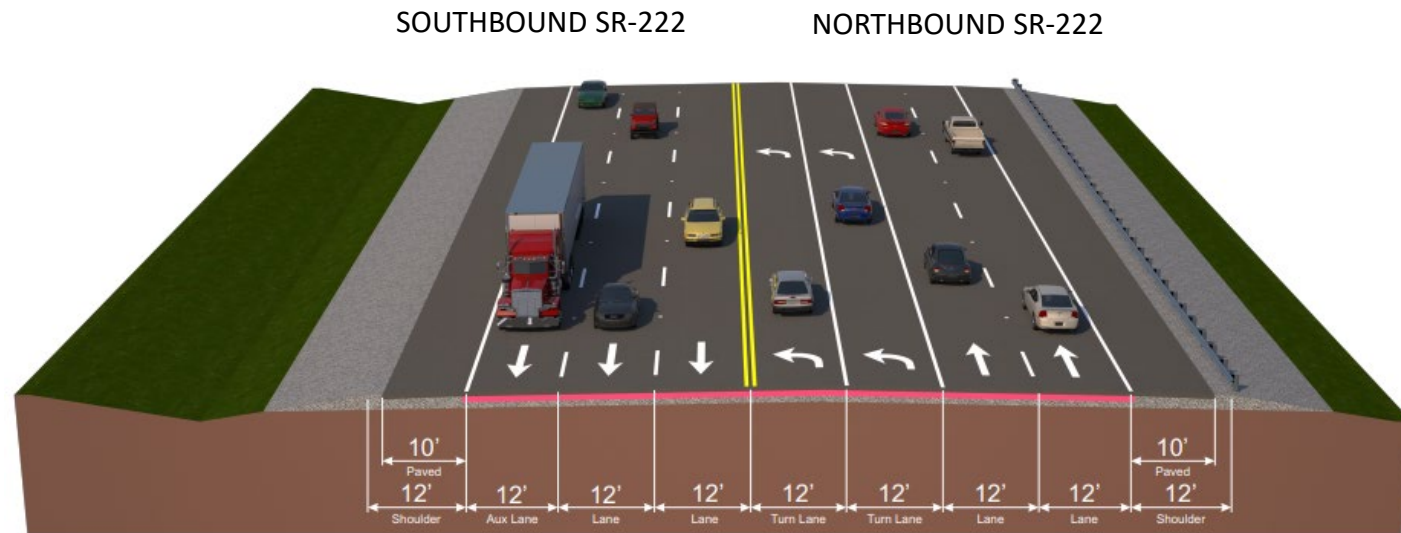 SOUTHBOUND SR-222 NORTHBOUND SR-222
10’ 10’
Paved Paved
12’ 12’ 12’ 12’ 12’ 12’ 12’ 12’ 12’
Shoulder Aux Lane Lane Lane Turn Lane Turn Lane Lane Lane Shoulder